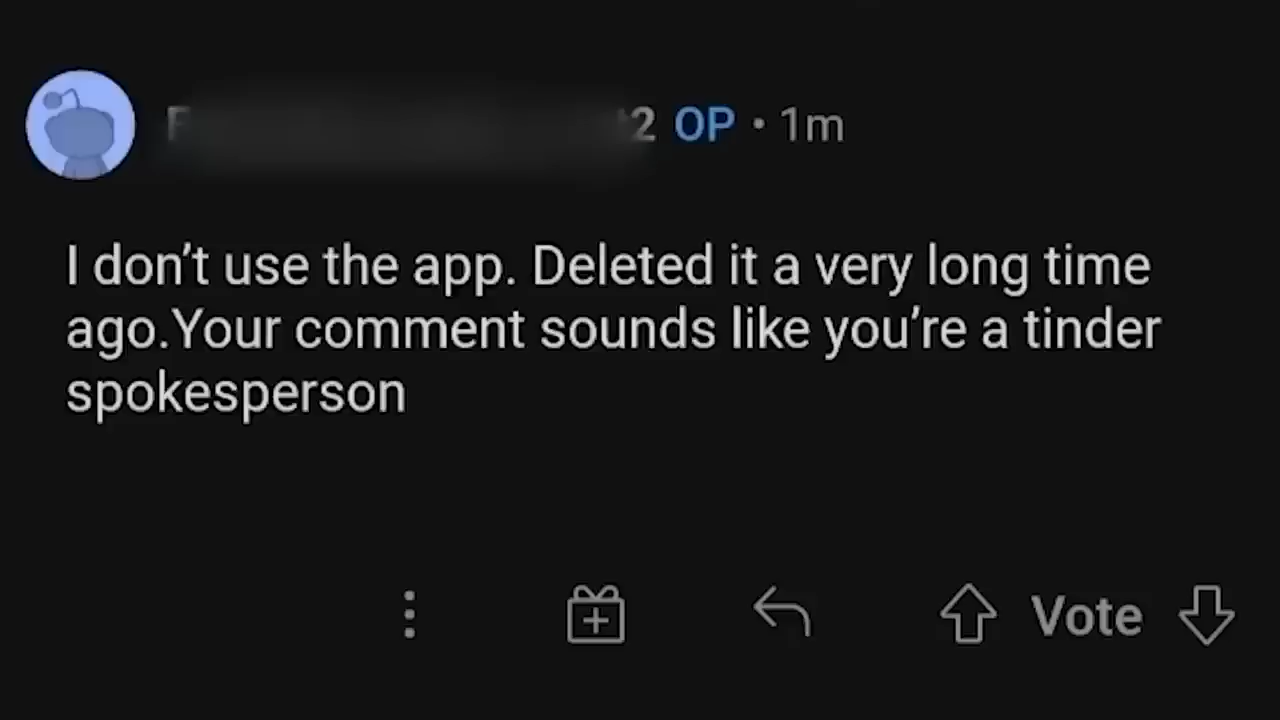 2 OP • 1m
I don’t use the app. Deleted it a very long time
ago.Your comment sounds like you’re a tinder
spokesperson
Vote